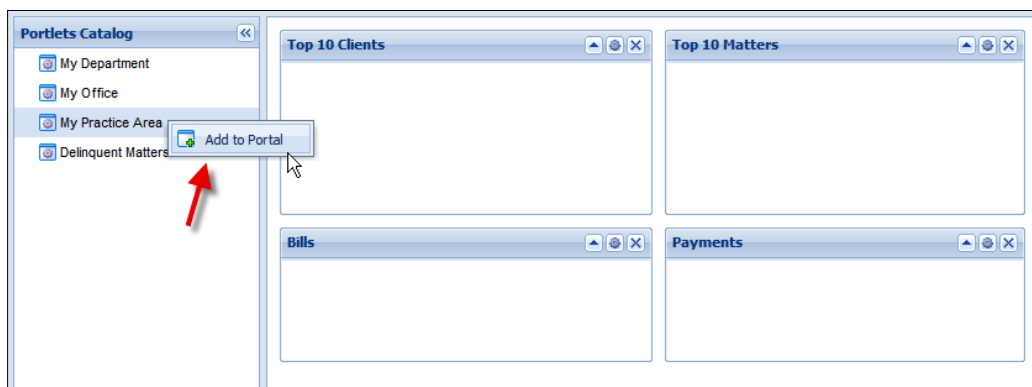 Portlets Catalog
My Department
My Office
My Practice Area
Add to Portal
Delinquent Matters
Top 10 Clients
Top 10 Matters
Bills
Payments